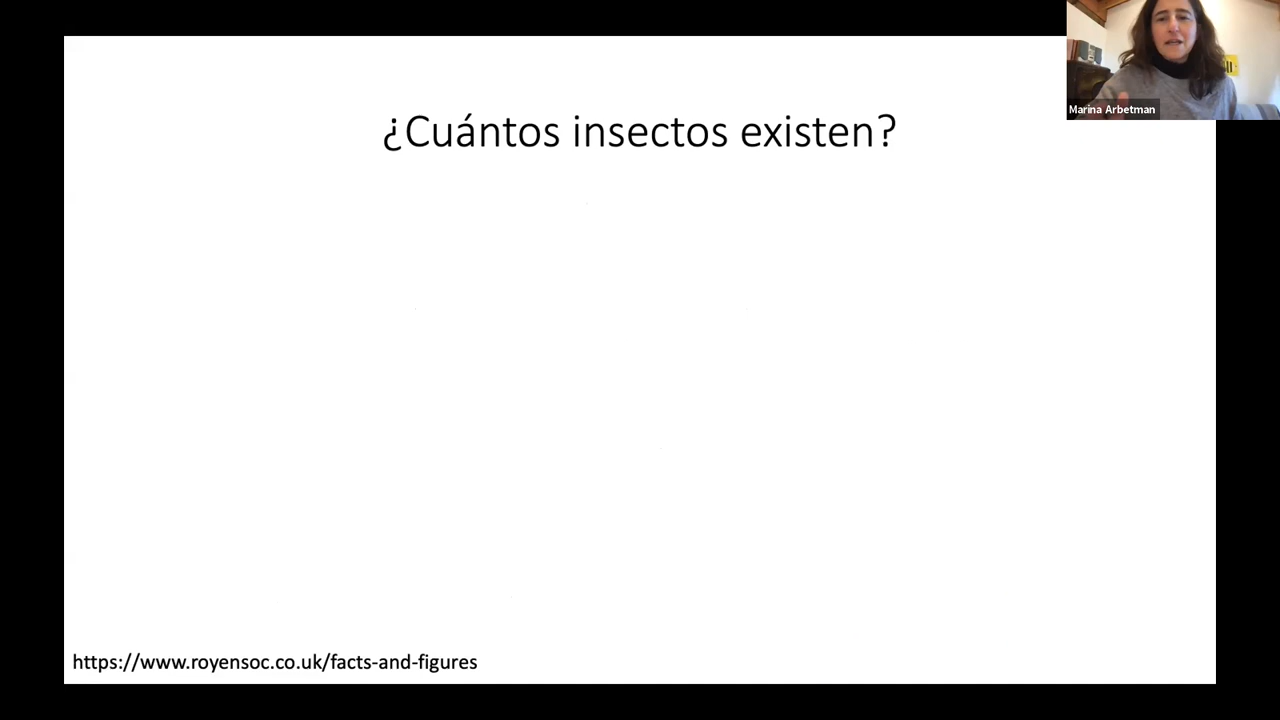 ¿Cuántos insectos existen?
Marina Arbetman
https://www.royensoc.co.uk/facts-and-figures